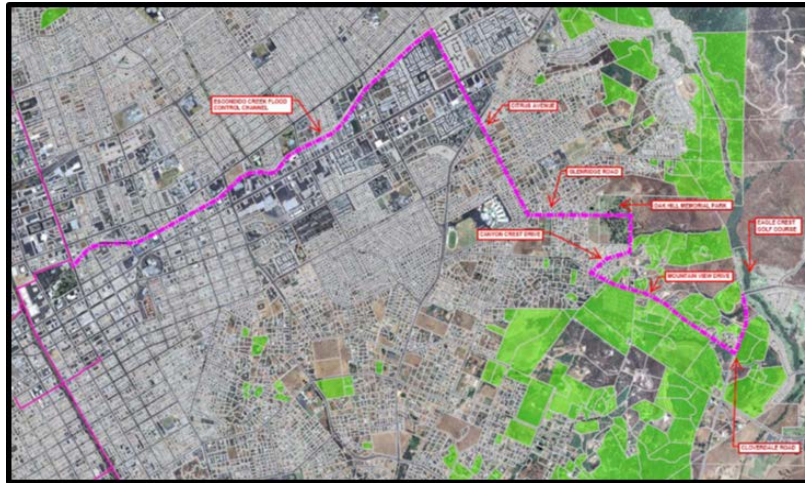 ESCONDIDO CREEK FLOOD
CONTROL CHANNEL
CITRUS AVENUE
GLENRIDGE ROAD
OAK HILL MEMORIAL PARK
EAGLE CREST
GOLF COURSE
CANYON CREST DRIVE
MOUNTAIN VIEW DRIVE
CLOVERDALE ROAD